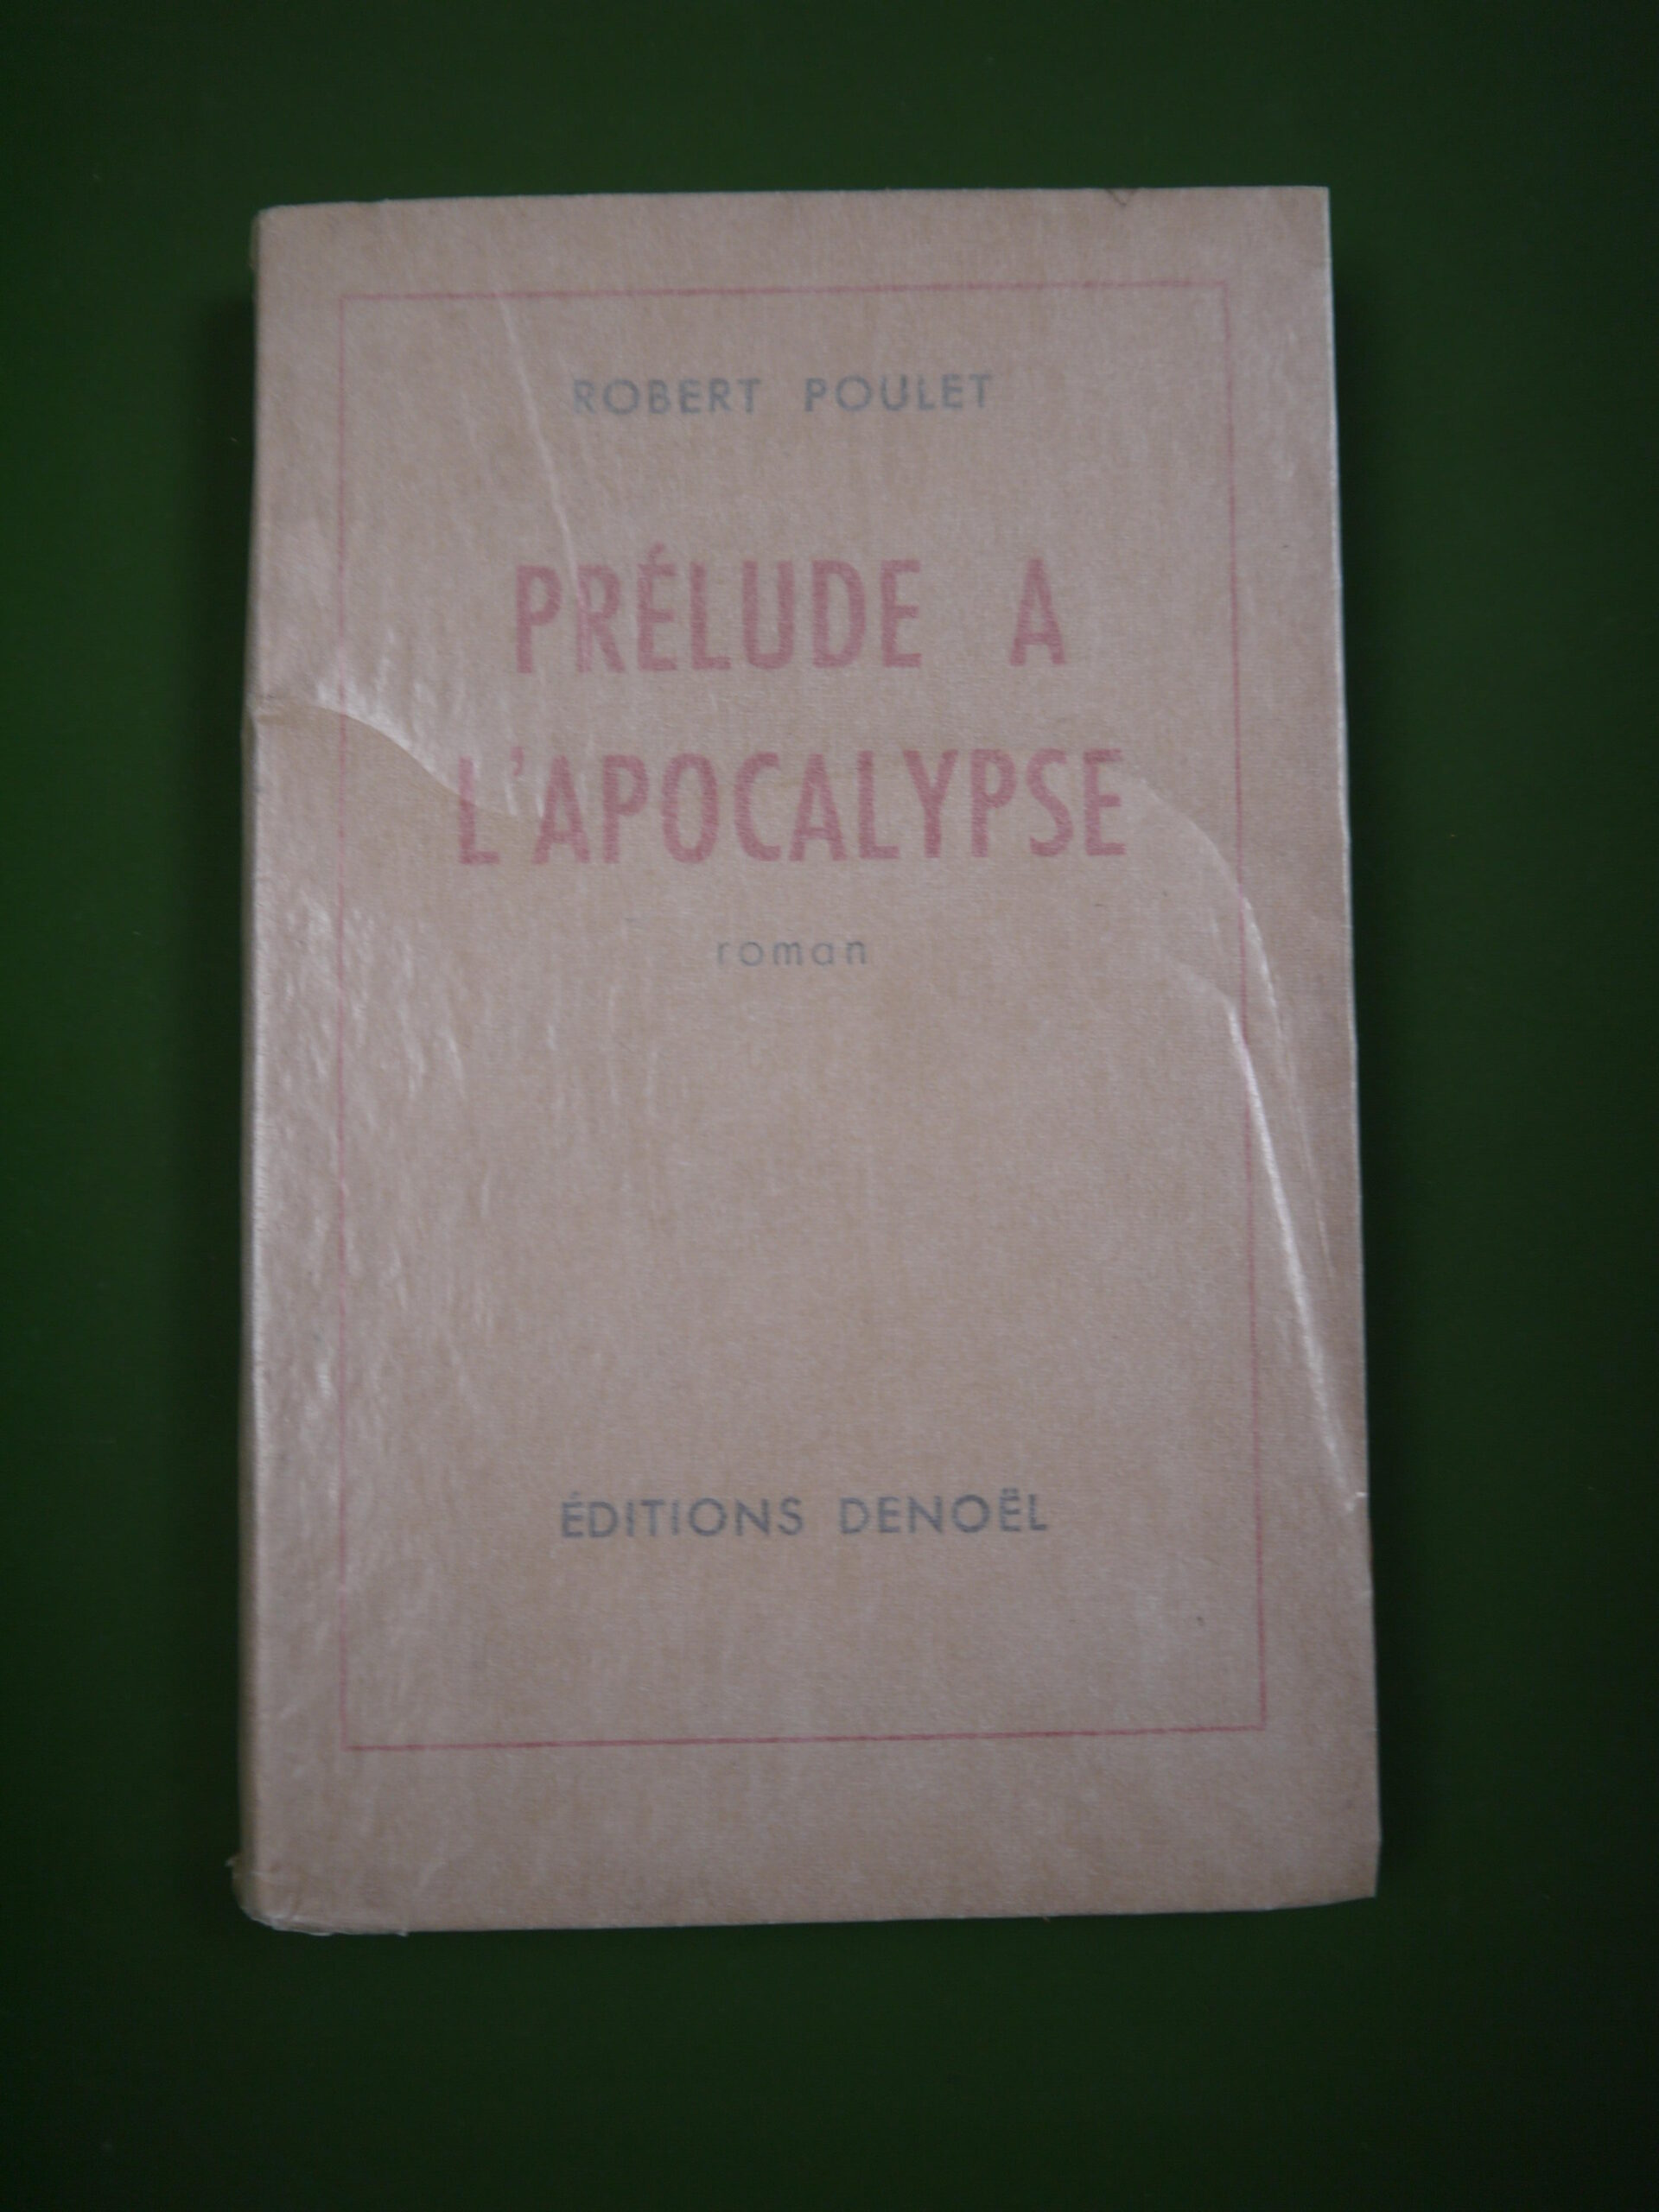 ROBERT POULET
PRÉLUDE A
L'APOCALYPSE
roman
ÉDITIONS DENOËL